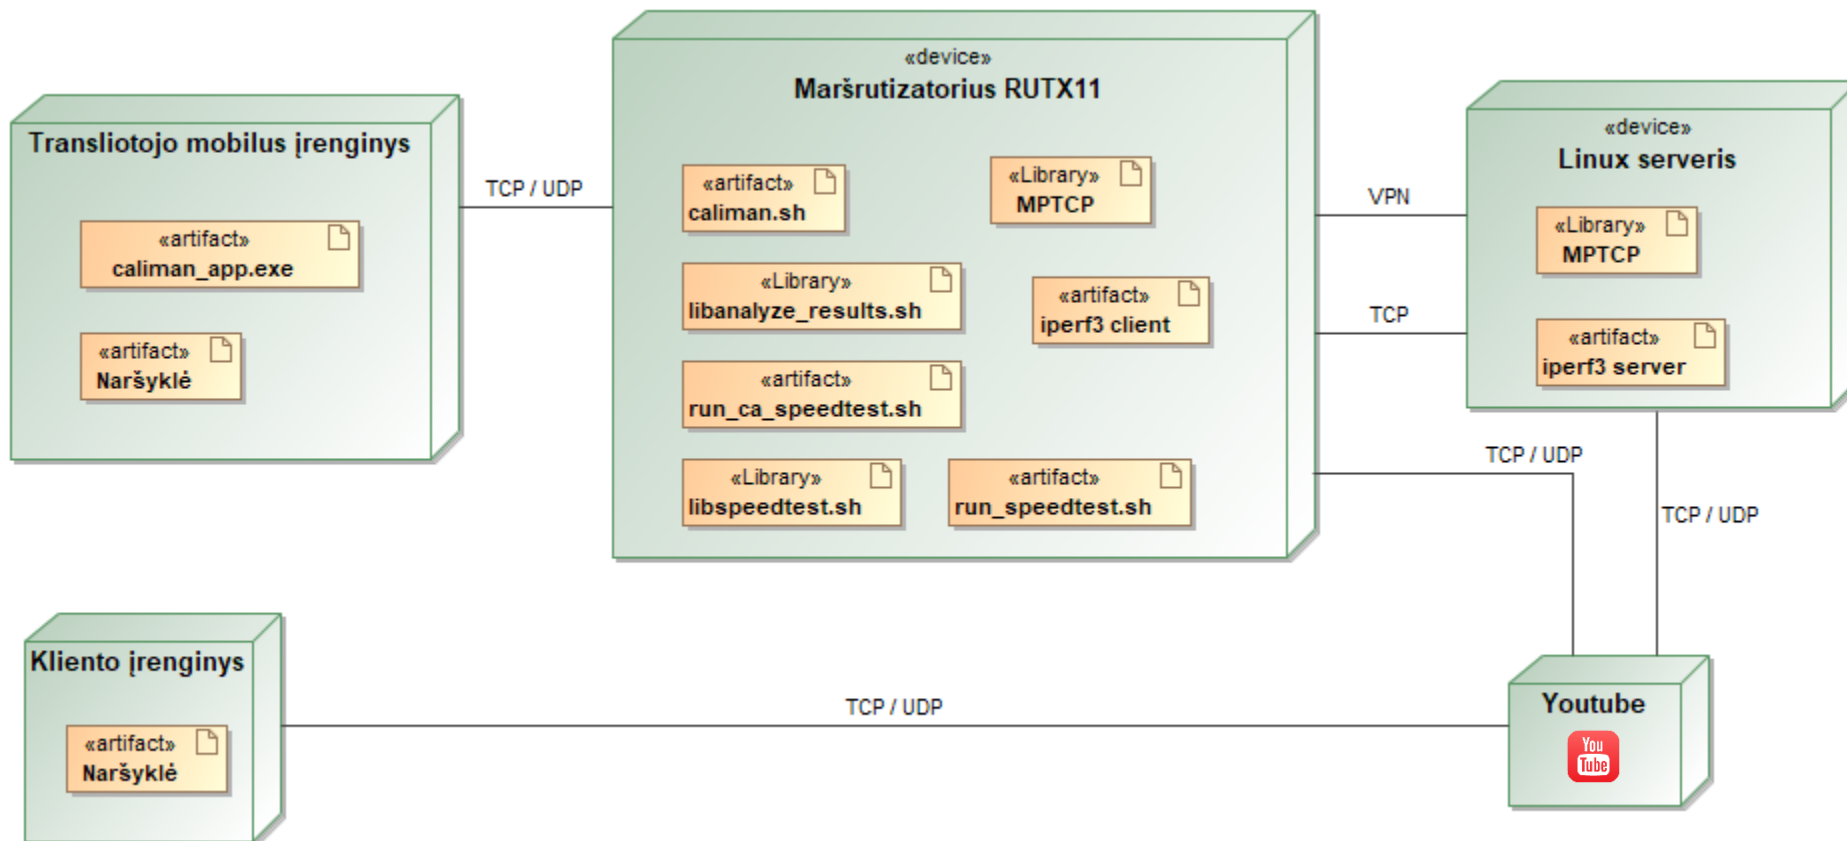 Transliotojo mobilus įrenginys
«artifact»
caliman_app.exe
«artifact»
Naršyklė
TCP / UDP
«device»
Maršrutizatorius RUTX11
«artifact»
caliman.sh
«Library»
MPTCP
«Library»
libanalyze_results.sh
«artifact»
iperf3 client
«artifact»
run_ca_speedtest.sh
«Library»
libspeedtest.sh
«artifact»
run_speedtest.sh
VPN
TCP
TCP / UDP
«device»
Linux serveris
«Library»
MPTCP
«artifact»
iperf3 server
TCP / UDP
Kliento įrenginys
«artifact»
Naršyklė
TCP / UDP
Youtube
You
Tube